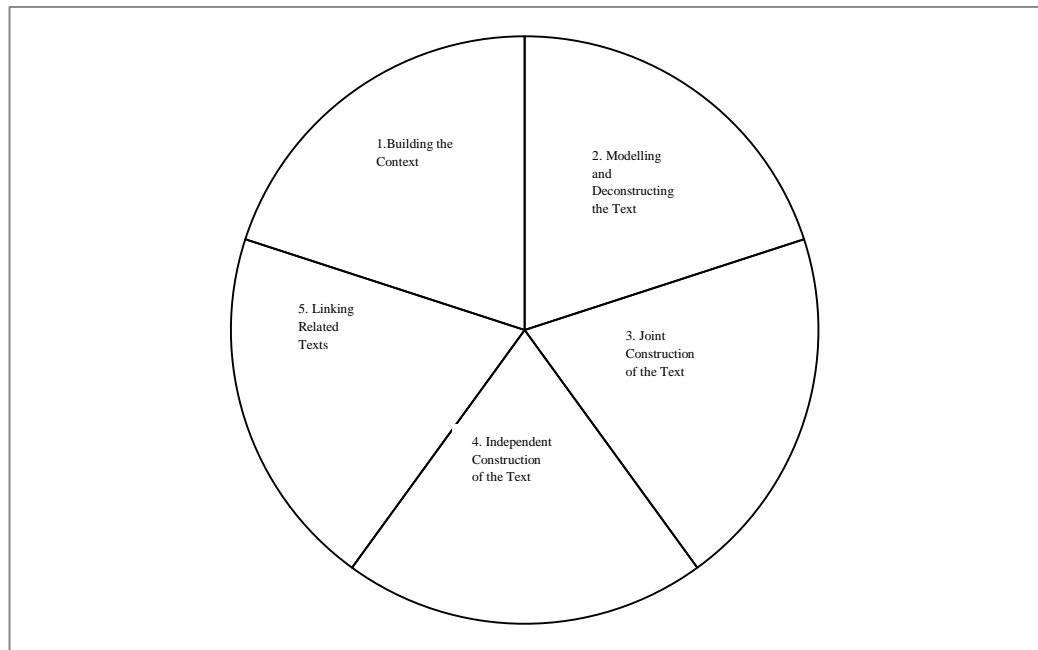 1.Building the
Context
2. Modelling
and
Deconstructing
the Text
3. Joint
Construction
of the Text
4. Independent
Construction
of the Text
5. Linking
Related
Texts